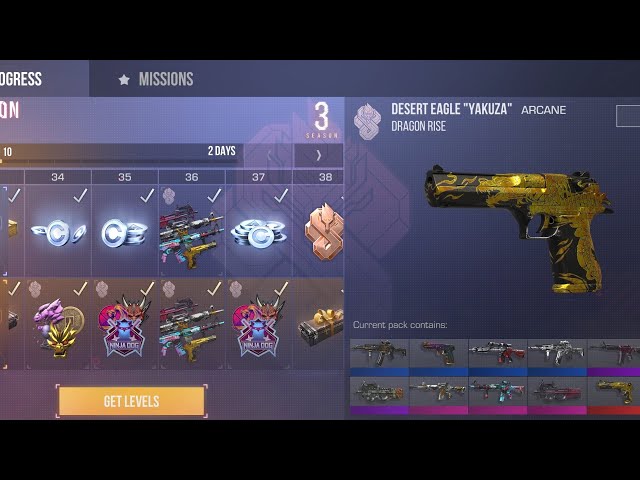 OGRESS
MISSIONS
ON
3
SEASON
10
2 DAYS
34
35
36
37
38
NINJA DOG
NINJA DOG
GET LEVELS
DESERT EAGLE "YAKUZA" ARCANE
DRAGON RISE
Current pack contains: